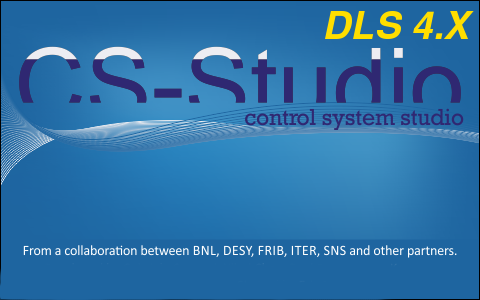 DLS 4.X
CS-Studio
control system studio
From a collaboration between BNL, DESY, FRIB, ITER, SNS and other partners.